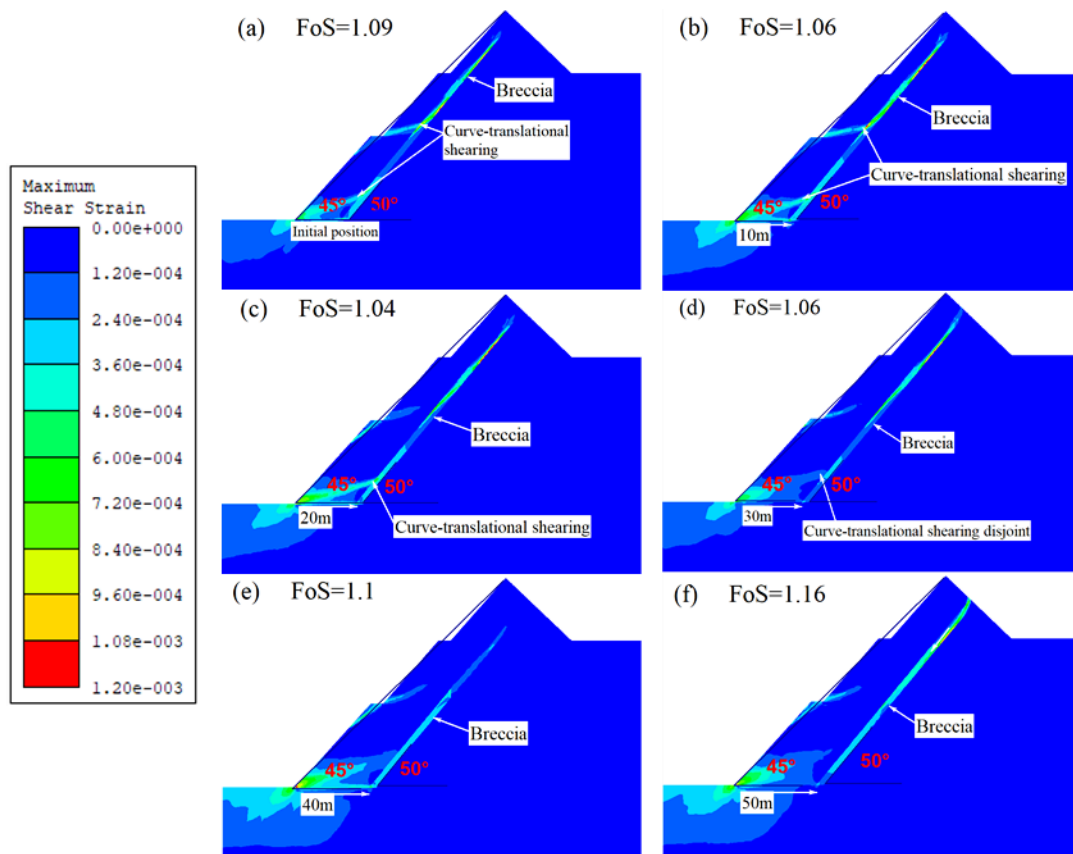 (a) FoS=1.09
Breccia
Curve-translational
shearing
45° 50°
Initial position
(b) FoS=1.06
Breccia
Curve-translational shearing
45° 50°
10m
Maximum
Shear Strain
0.00e+000
1.20e-004
2.40e-004
3.60e-004
4.80e-004
6.00e-004
7.20e-004
8.40e-004
9.60e-004
1.08e-003
1.20e-003
(c) FoS=1.04
Breccia
45° 50°
20m
Curve-translational shearing
(d) FoS=1.06
Breccia
45° 50°
30m
Curve-translational shearing disjoint
(e) FoS=1.1
Breccia
45° 50°
40m
(f) FoS=1.16
Breccia
45° 50°
50m